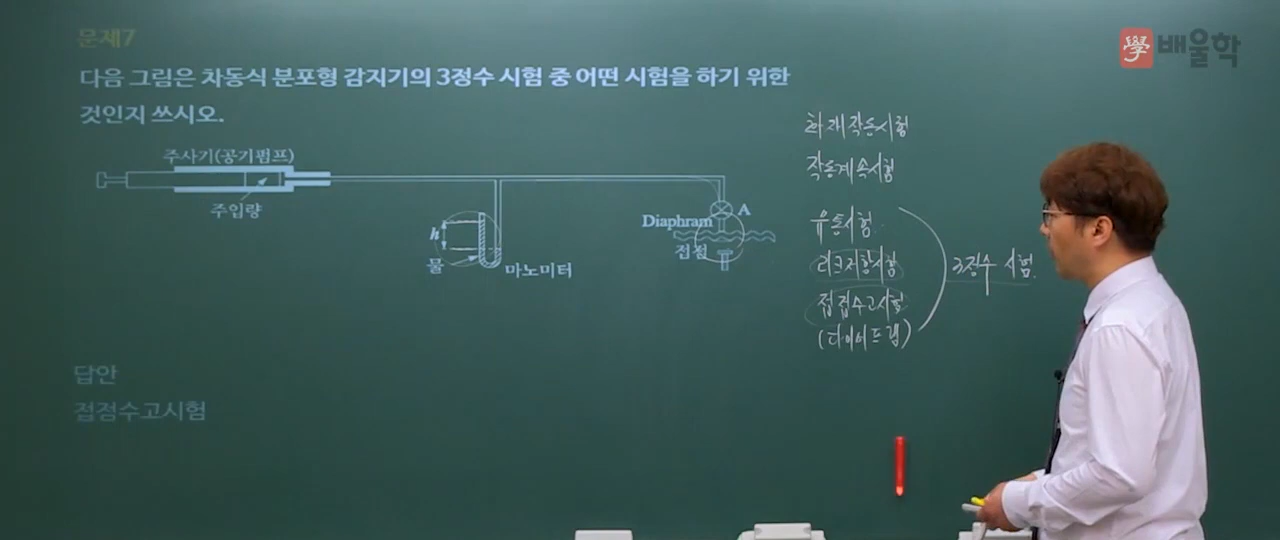 문제7
學 배울학
다음 그림은 차동식 분포형 감지기의 3정수 시험 중 어떤 시험을 하기 위한
것인지 쓰시오.
주사기(공기펌프)
주입량
h
물
마노미터
Diaphram
A
접점
화재작동시험
작동계속시험
유통시험
리크저항시험
접점수고시험
(다이어프램)
3정수 시험.
답안
접점수고시험